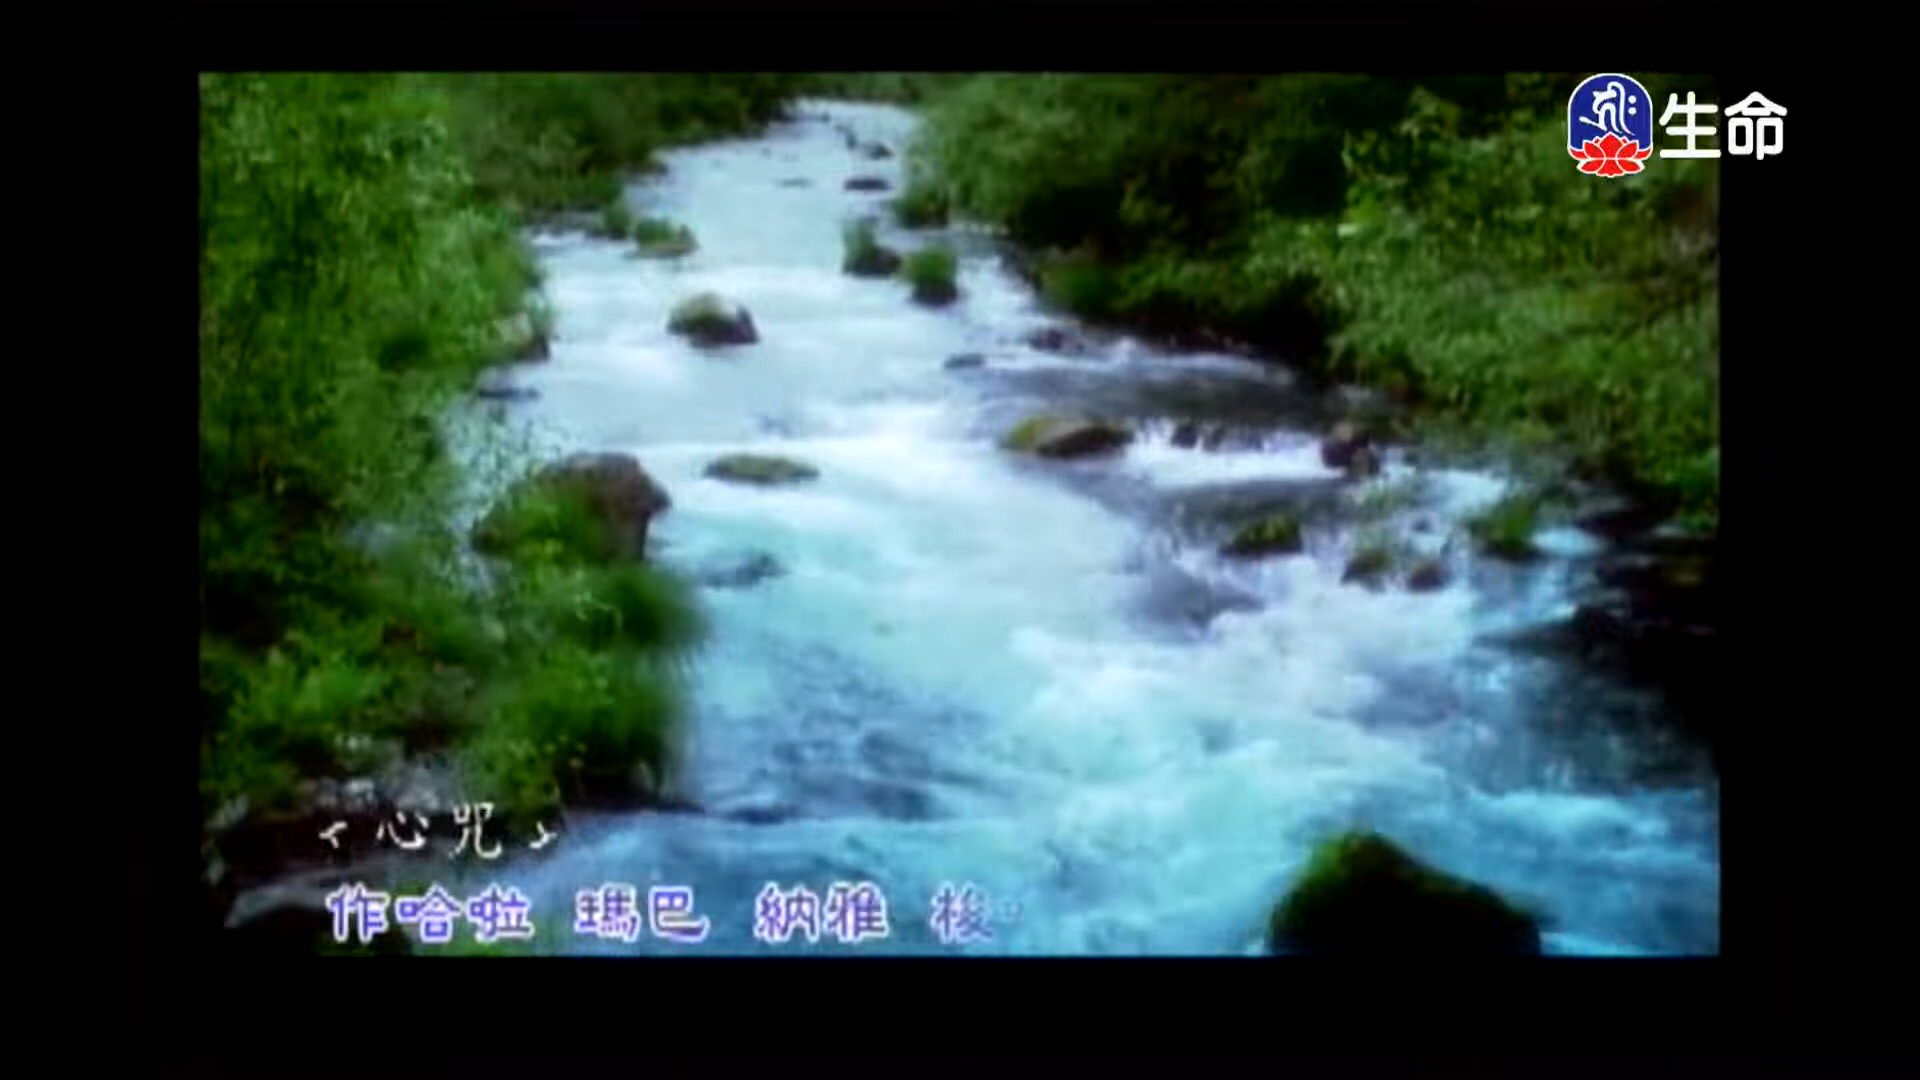 生命
<心咒>
作哈啦 瑪巴 納雅 梭